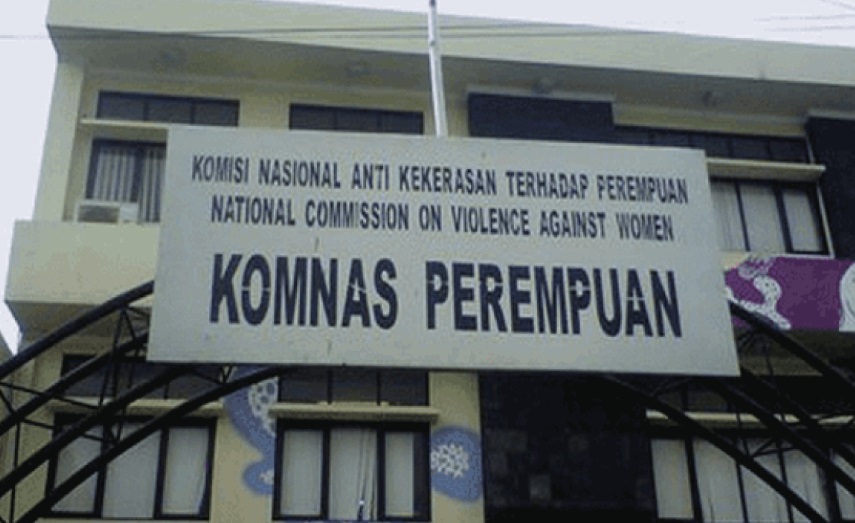 KOMISI NASIONAL ANTI KEKERASAN TERHADAP PEREMPUAN
NATIONAL COMMISSION ON VIOLENCE AGAINST WOMEN
KOMNAS PEREMPUAN